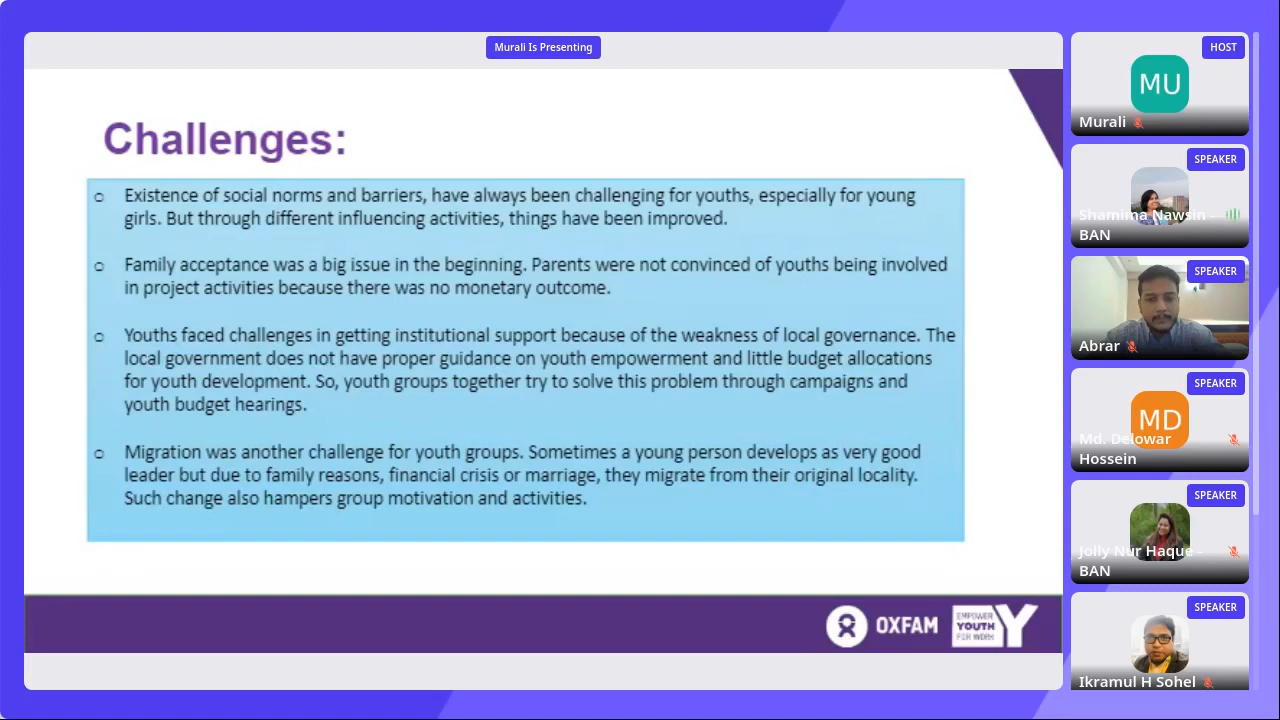 Murali Is Presenting
Challenges:
o Existence of social norms and barriers, have always been challenging for youths, especially for young
girls. But through different influencing activities, things have been improved.
o Family acceptance was a big issue in the beginning. Parents were not convinced of youths being involved
in project activities because there was no monetary outcome.
o Youths faced challenges in getting institutional support because of the weakness of local governance. The
local government does not have proper guidance on youth empowerment and little budget allocations
for youth development. So, youth groups together try to solve this problem through campaigns and
youth budget hearings.
o Migration was another challenge for youth groups. Sometimes a young person develops as very good
leader but due to family reasons, financial crisis or marriage, they migrate from their original locality.
Such change also hampers group motivation and activities.
OXFAM
EMPOWER
YOUTH
FOR WORK
Y
HOST
MU
Murali
SPEAKER
Shamima Nawsin -
BAN
SPEAKER
Abrar
SPEAKER
MD
Md. Delowar
Hossein
SPEAKER
Jolly Nur Haque -
BAN
SPEAKER
Ikramul H Sohel